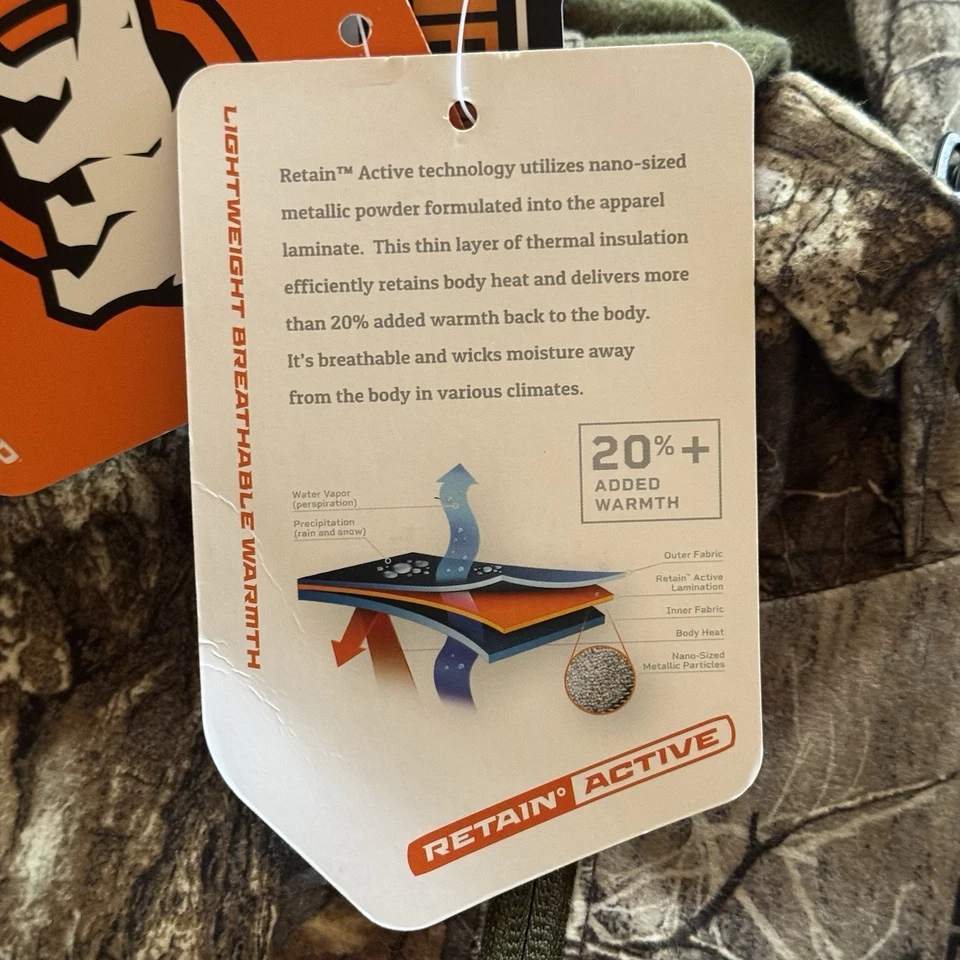 LIGHTWEIGHT BREATHABLE WARMTH
Retain™ Active technology utilizes nano-sized
metallic powder formulated into the apparel
laminate. This thin layer of thermal insulation
efficiently retains body heat and delivers more
than 20% added warmth back to the body.
It's breathable and wicks moisture away
from the body in various climates.
20%+
ADDED
WARMTH
Water Vapor
(perspiration)
Precipitation
(rain and snow)
Outer Fabric
Retain™ Active
Lamination
Inner Fabric
Body Heat
Nano-Sized
Metallic Particles
RETAIN° ACTIVE